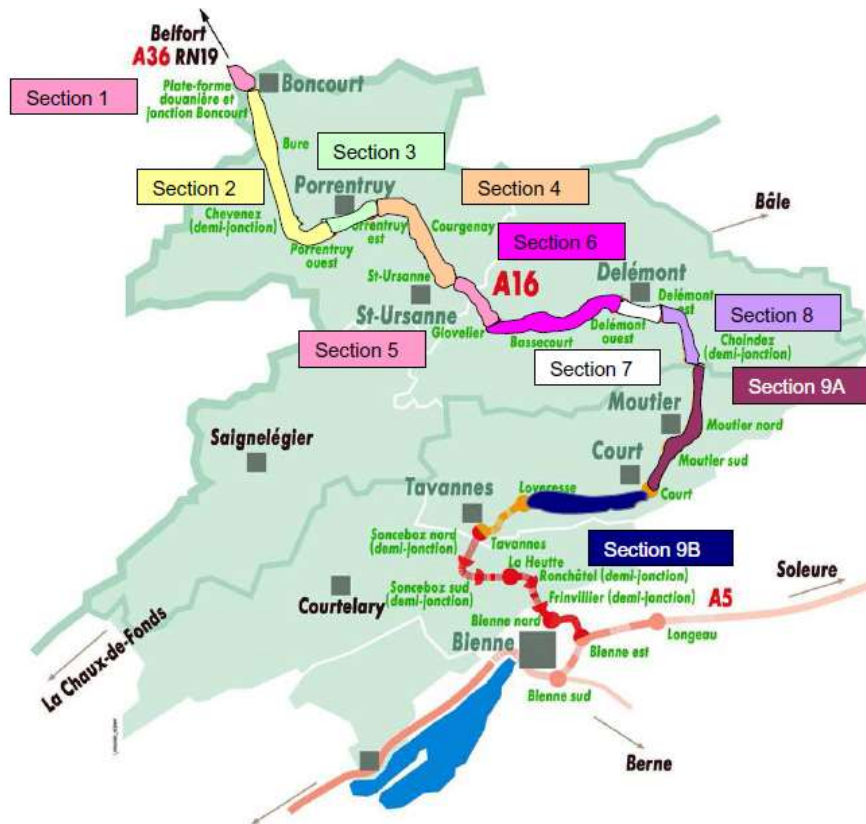 Belfort
A36 RN19
Plate-forme
douanière et
jonction Boncourt
Boncourt
Section 1
Bure
Section 3
Section 2
Porrentruy
Section 4
Chevenez
(demi-jonction)
Porrentruy
ouest
Porrentruy
est
Courgenay
Bâle
Section 6
St-Ursanne
A16
Delémont
St-Ursanne
Glovelier
Bassecourt
Delémont
ouest
Delémont
est
Section 8
Choindez
(demi-jonction)
Section 5
Section 7
Section 9A
Moutier
Moutier nord
Saignelégier
Court
Moutier sud
Tavannes
Loveresse
Court
Sonceboz nord
(demi-jonction)
Tavannes
Section 9B
La Heutte
Ronchâtel (demi-jonction)
Soleure
Sonceboz sud
(demi-jonction)
Frinvillier (demi-jonction)
A5
Courtelary
Bienne nord
Longeau
La Chaux-de-Fonds
Bienne
Bienne est
Bienne sud
Berne